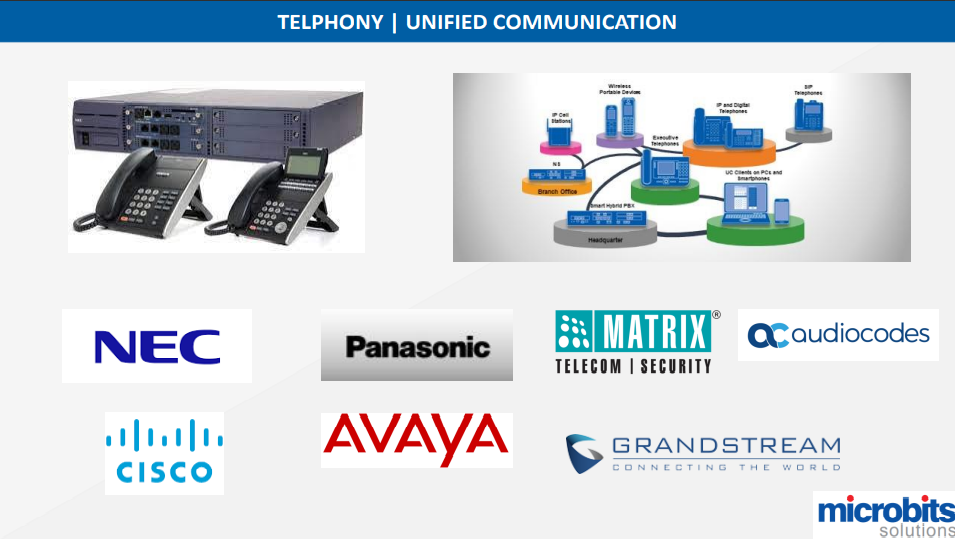 TELPHONY | UNIFIED COMMUNICATION
Wireless
Portable Devices
SIP
Telephones
IP and Digital
Telephones
IP Cell
Stations
Executive
Telephones
UC Clients on PCs and
Smartphones
Branch Office
Smart Hybrid PBX
Headquarter
NEC
Panasonic
MATRIX®
TELECOM | SECURITY
audiocodes
CISCO
AVAYA
GRANDSTREAM
CONNECTING THE WORLD
microbits
solutions